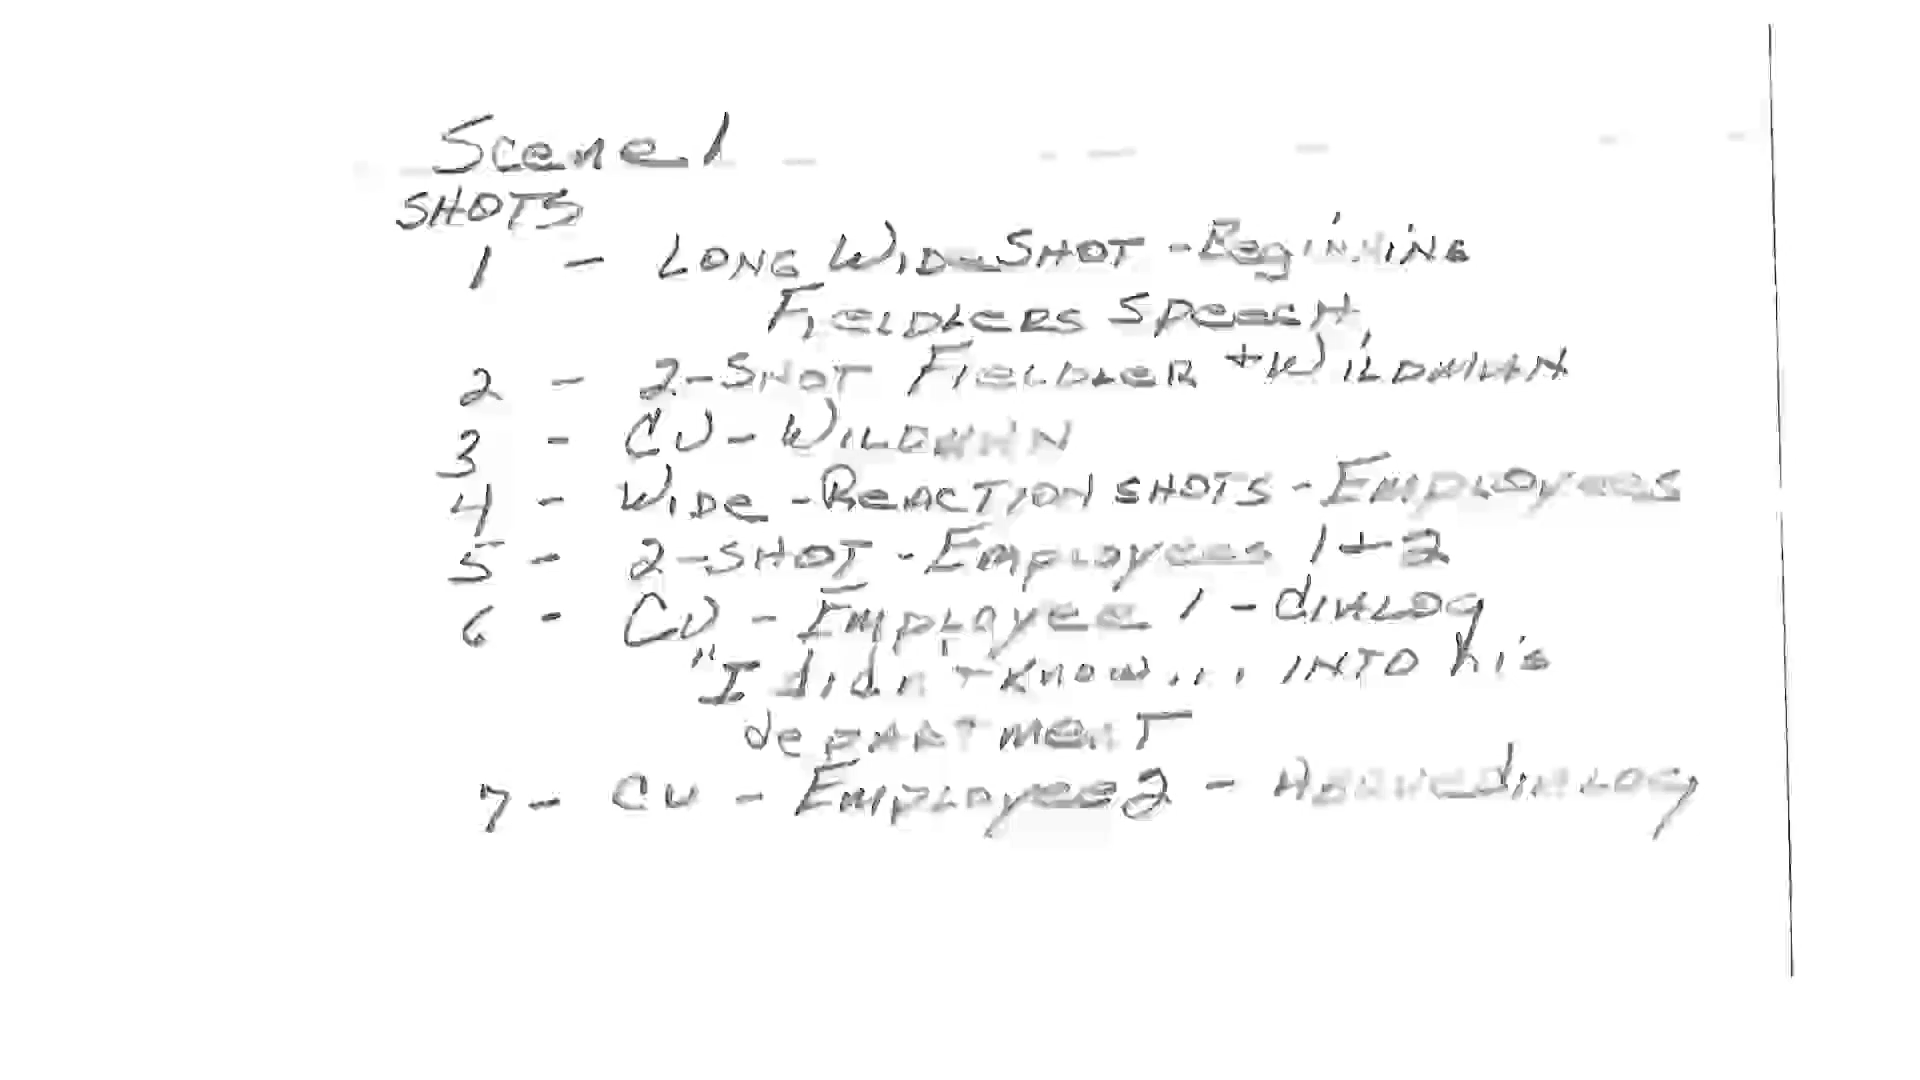 Scene 1
SHOTS
1 - LONG WIDE SHOT - Beginning
FIELDLERS SPeecH,
2 - 2-SHOT FIELDLER + WILDMAN
3 - CU - WILDMAN
4 - WIDe - ReACTION SHOTS - EMPLOYees
5 - 2-SHOT - EmpLoyees 1+2
6 - CU - EmpLoyee 1 - diALOg
"I didn't KNOW... INTO his
depARTMeNT
7 - CU - EmpLoyee 2 - ABOVe diALOg